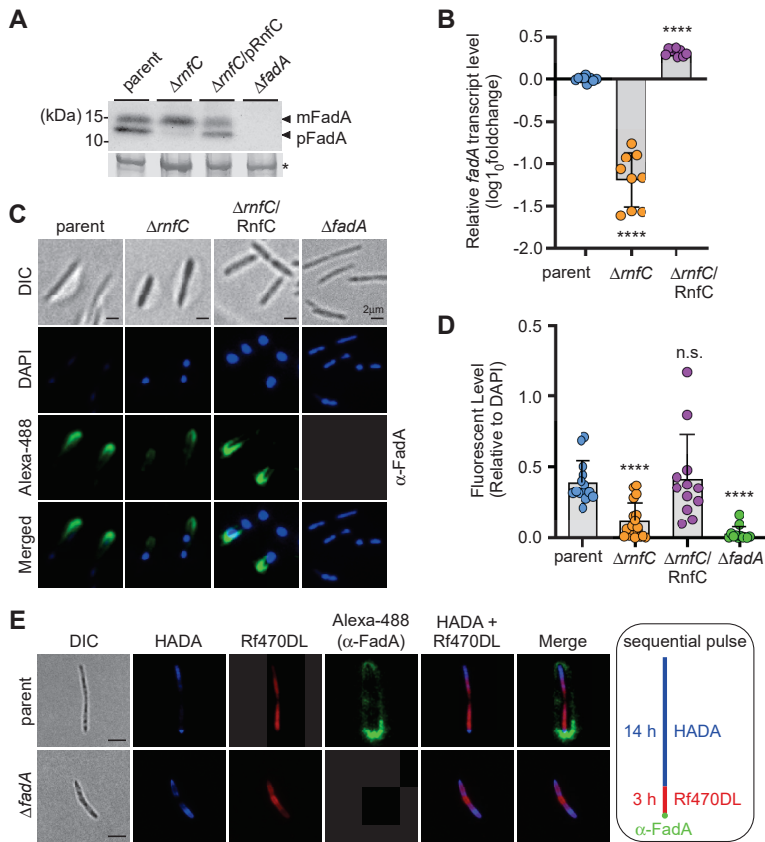 A
parent
ΔrnfC
ΔrnfC/pRnfC
ΔfadA
(kDa)
15
10
mFadA
pFadA
*
B
Relative fadA transcript level
(log10foldchange)
0.5
0.0
-0.5
-1.0
-1.5
-2.0
****
****
parent
ΔrnfC
ΔrnfC/
RnfC
C
parent
ΔrnfC
ΔrnfC/
RnfC
ΔfadA
DIC
2μm
DAPI
Alexa-488
Merged
α-FadA
D
Fluorescent Level
(Relative to DAPI)
0.5
1.0
0.5
0.0
****
n.s.
****
parent
ΔrnfC
ΔrnfC/
RnfC
ΔfadA
E
DIC
HADA
Rf470DL
Alexa-488
(α-FadA)
HADA +
Rf470DL
Merge
parent
ΔfadA
sequential pulse
14 h
HADA
3 h
Rf470DL
α-FadA